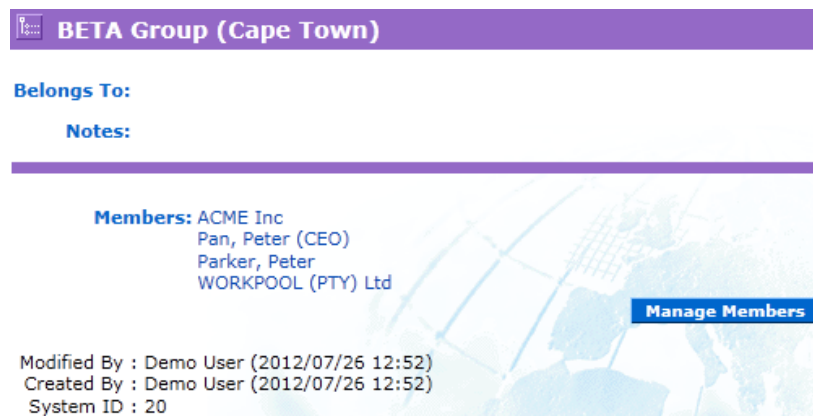 BETA Group (Cape Town)
Belongs To:
Notes:
Members: ACME Inc
Pan, Peter (CEO)
Parker, Peter
WORKPOOL (PTY) Ltd
Manage Members
Modified By : Demo User (2012/07/26 12:52)
Created By : Demo User (2012/07/26 12:52)
System ID : 20